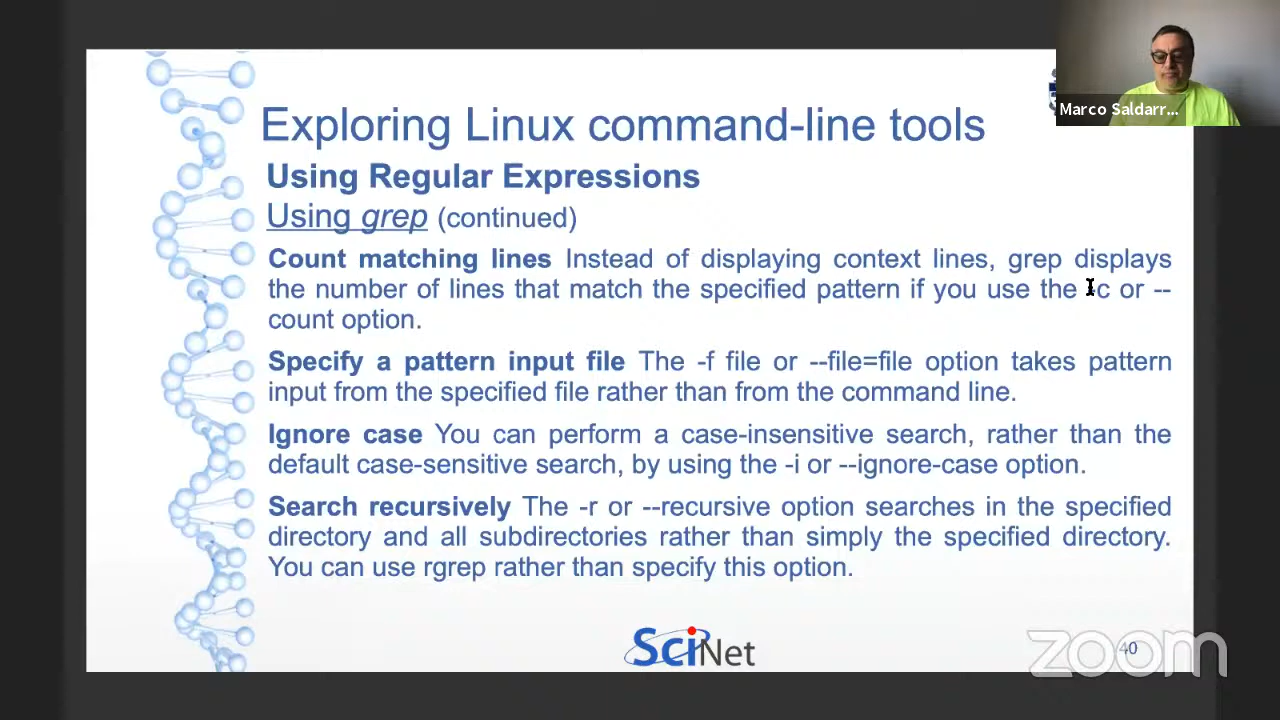 Marco Saldarr...
Exploring Linux command-line tools
Using Regular Expressions
Using grep (continued)
Count matching lines Instead of displaying context lines, grep displays
the number of lines that match the specified pattern if you use the -c or --
count option.
Specify a pattern input file The -f file or --file=file option takes pattern
input from the specified file rather than from the command line.
Ignore case You can perform a case-insensitive search, rather than the
default case-sensitive search, by using the -i or --ignore-case option.
Search recursively The -r or --recursive option searches in the specified
directory and all subdirectories rather than simply the specified directory.
You can use rgrep rather than specify this option.
SciNet
40
zoom